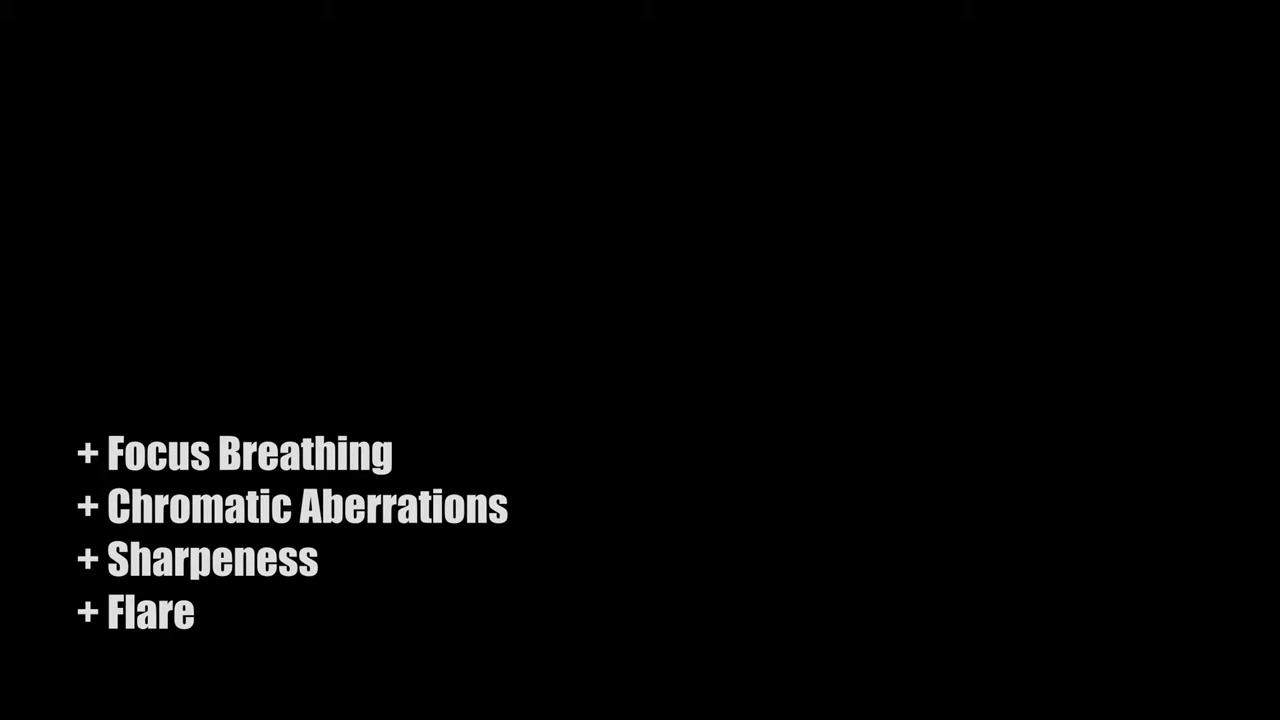 + Focus Breathing
+ Chromatic Aberrations
+ Sharpeness
+ Flare